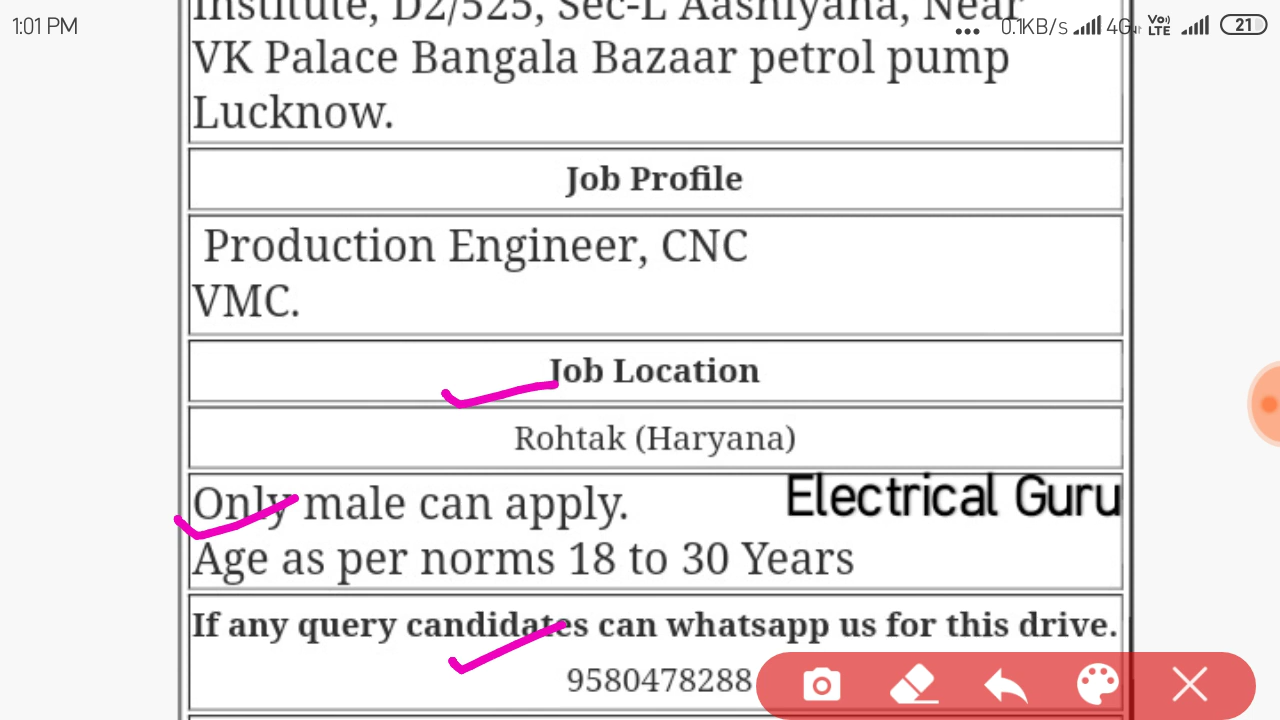 Institute, D2/525, Sec-L Aashiyana, Near
1:01 PM
0.1KB/s 4G Vo)) LTE 21
VK Palace Bangala Bazaar petrol pump
Lucknow.
Job Profile
Production Engineer, CNC
VMC.
Job Location
Rohtak (Haryana)
Only male can apply.
Electrical Guru
Age as per norms 18 to 30 Years
If any query candidates can whatsapp us for this drive.
9580478288